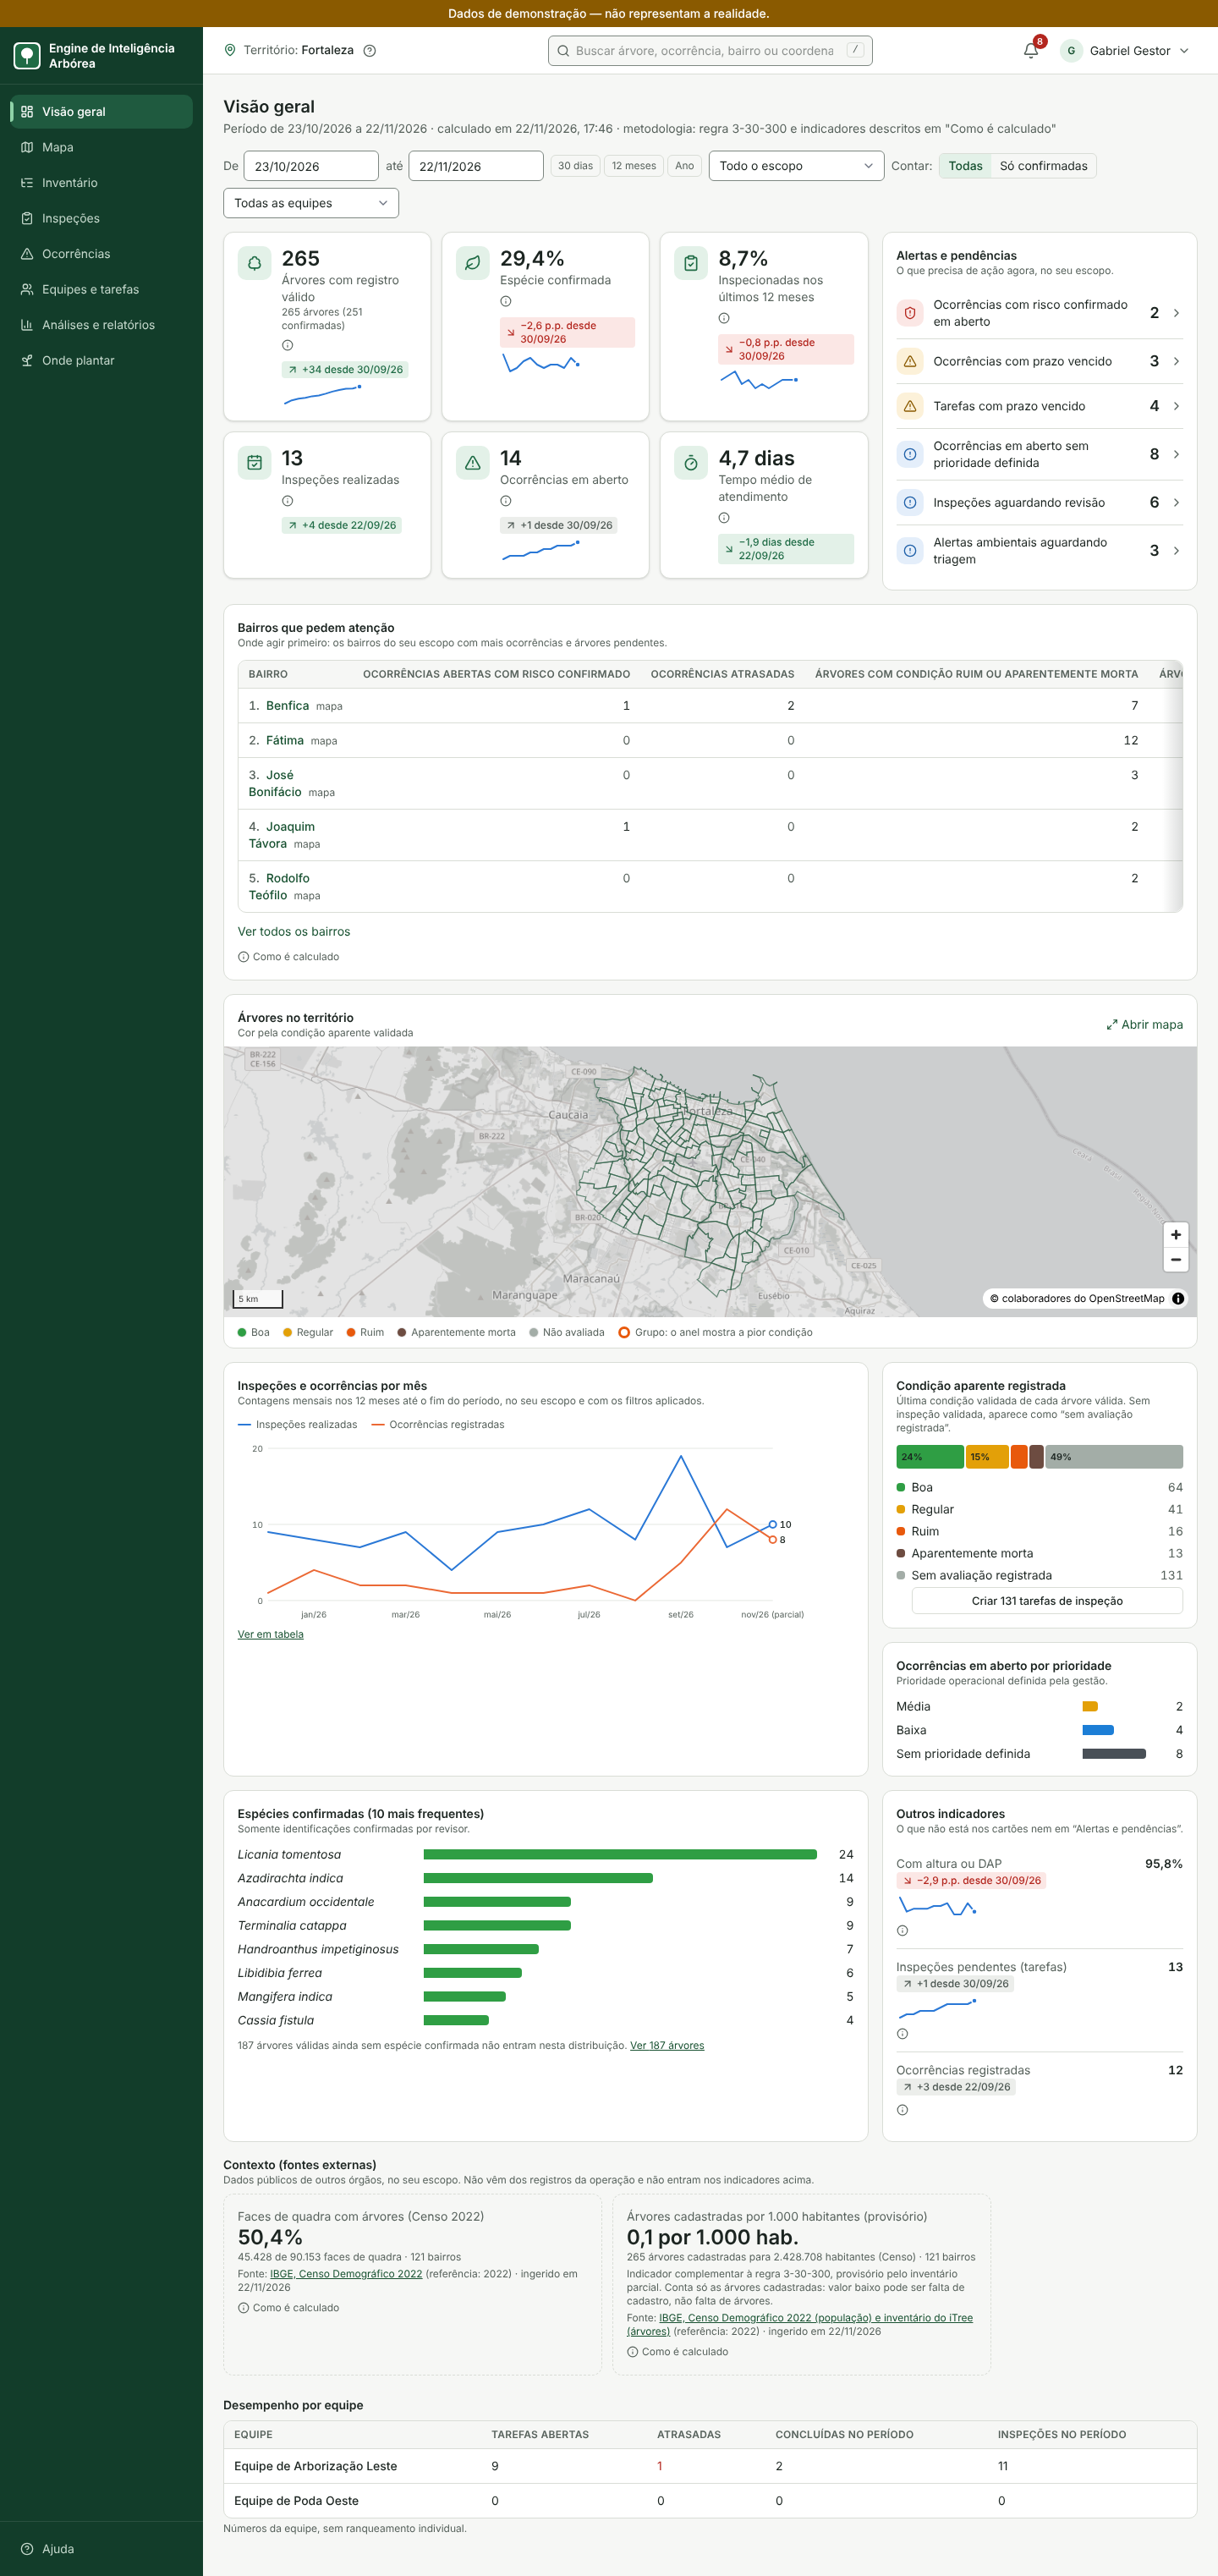 Dados de demonstração — não representam a realidade.
Engine de Inteligência
Arbórea
Território: Fortaleza
Buscar árvore, ocorrência, bairro ou coordena
/
8
G
Gabriel Gestor
Visão geral
Mapa
Inventário
Inspeções
Ocorrências
Equipes e tarefas
Análises e relatórios
Onde plantar
Ajuda
Visão geral
Período de 23/10/2026 a 22/11/2026 · calculado em 22/11/2026, 17:46 · metodologia: regra 3-30-300 e indicadores descritos em "Como é calculado"
De 23/10/2026 até 22/11/2026 30 dias 12 meses Ano Todo o escopo Contar: Todas Só confirmadas
Todas as equipes
265
Árvores com registro
válido
265 árvores (251
confirmadas)
+34 desde 30/09/26
29,4%
Espécie confirmada
−2,6 p.p. desde
30/09/26
8,7%
Inspecionadas nos
últimos 12 meses
−0,8 p.p. desde
30/09/26
13
Inspeções realizadas
+4 desde 22/09/26
14
Ocorrências em aberto
+1 desde 30/09/26
4,7 dias
Tempo médio de
atendimento
−1,9 dias desde
22/09/26
Alertas e pendências
O que precisa de ação agora, no seu escopo.
Ocorrências com risco confirmado
em aberto
2
Ocorrências com prazo vencido 3
Tarefas com prazo vencido 4
Ocorrências em aberto sem
prioridade definida
8
Inspeções aguardando revisão 6
Alertas ambientais aguardando
triagem
3
Bairros que pedem atenção
Onde agir primeiro: os bairros do seu escopo com mais ocorrências e árvores pendentes.
BAIRRO OCORRÊNCIAS ABERTAS COM RISCO CONFIRMADO OCORRÊNCIAS ATRASADAS ÁRVORES COM CONDIÇÃO RUIM OU APARENTEMENTE MORTA
1. Benfica mapa 1 2 7
2. Fátima mapa 0 0 12
3. José
Bonifácio mapa 0 0 3
4. Joaquim
Távora mapa 1 0 2
5. Rodolfo
Teófilo mapa 0 0 2
Ver todos os bairros
Como é calculado
Árvores no território
Cor pela condição aparente validada
Abrir mapa
BR-222
CE-156
CE-090
Caucaia
Fortaleza
BR-222
CE-040
BR-020
CE-010
CE-025
Maracanaú
Maranguape
Eusébio
Aquiraz
5 km
© colaboradores do OpenStreetMap
Boa Regular Ruim Aparentemente morta Não avaliada Grupo: o anel mostra a pior condição
Inspeções e ocorrências por mês
Contagens mensais nos 12 meses até o fim do período, no seu escopo e com os filtros aplicados.
Inspeções realizadas Ocorrências registradas
20
10
0
10
8
jan/26 mar/26 mai/26 jul/26 set/26 nov/26 (parcial)
Ver em tabela
Condição aparente registrada
Última condição validada de cada árvore válida. Sem
inspeção validada, aparece como “sem avaliação
registrada”.
24% 15% 49%
Boa 64
Regular 41
Ruim 16
Aparentemente morta 13
Sem avaliação registrada 131
Criar 131 tarefas de inspeção
Ocorrências em aberto por prioridade
Prioridade operacional definida pela gestão.
Média 2
Baixa 4
Sem prioridade definida 8
Espécies confirmadas (10 mais frequentes)
Somente identificações confirmadas por revisor.
Licania tomentosa 24
Azadirachta indica 14
Anacardium occidentale 9
Terminalia catappa 9
Handroanthus impetiginosus 7
Libidibia ferrea 6
Mangifera indica 5
Cassia fistula 4
187 árvores válidas ainda sem espécie confirmada não entram nesta distribuição. Ver 187 árvores
Outros indicadores
O que não está nos cartões nem em “Alertas e pendências”.
Com altura ou DAP 95,8%
−2,9 p.p. desde 30/09/26
Inspeções pendentes (tarefas) 13
+1 desde 30/09/26
Ocorrências registradas 12
+3 desde 22/09/26
Contexto (fontes externas)
Dados públicos de outros órgãos, no seu escopo. Não vêm dos registros da operação e não entram nos indicadores acima.
Faces de quadra com árvores (Censo 2022)
50,4%
45.428 de 90.153 faces de quadra · 121 bairros
Fonte: IBGE, Censo Demográfico 2022 (referência: 2022) · ingerido em
22/11/2026
Como é calculado
Árvores cadastradas por 1.000 habitantes (provisório)
0,1 por 1.000 hab.
265 árvores cadastradas para 2.428.708 habitantes (Censo) · 121 bairros
Indicador complementar à regra 3-30-300, provisório pelo inventário
parcial. Conta só as árvores cadastradas: valor baixo pode ser falta de
cadastro, não falta de árvores.
Fonte: IBGE, Censo Demográfico 2022 (população) e inventário do iTree
(árvores) (referência: 2022) · ingerido em 22/11/2026
Como é calculado
Desempenho por equipe
EQUIPE TAREFAS ABERTAS ATRASADAS CONCLUÍDAS NO PERÍODO INSPEÇÕES NO PERÍODO
Equipe de Arborização Leste 9 1 2 11
Equipe de Poda Oeste 0 0 0 0
Números da equipe, sem ranqueamento individual.